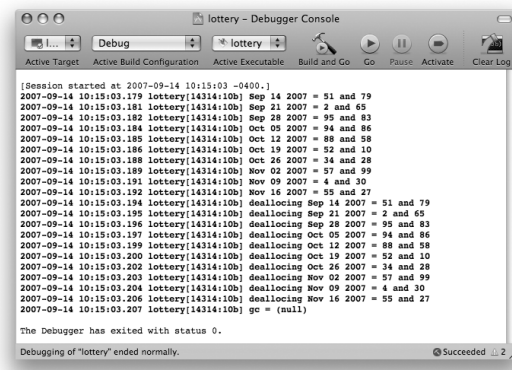 lottery – Debugger Console
l... Debug lottery
Active Target Active Build Configuration Active Executable Build and Go Go Pause Activate Clear Log
[Session started at 2007-09-14 10:15:03 -0400.]
2007-09-14 10:15:03.179 lottery[14314:10b] Sep 14 2007 = 51 and 79
2007-09-14 10:15:03.181 lottery[14314:10b] Sep 21 2007 = 2 and 65
2007-09-14 10:15:03.182 lottery[14314:10b] Sep 28 2007 = 95 and 83
2007-09-14 10:15:03.184 lottery[14314:10b] Oct 05 2007 = 94 and 86
2007-09-14 10:15:03.185 lottery[14314:10b] Oct 12 2007 = 88 and 58
2007-09-14 10:15:03.186 lottery[14314:10b] Oct 19 2007 = 52 and 10
2007-09-14 10:15:03.188 lottery[14314:10b] Oct 26 2007 = 34 and 28
2007-09-14 10:15:03.189 lottery[14314:10b] Nov 02 2007 = 57 and 99
2007-09-14 10:15:03.191 lottery[14314:10b] Nov 09 2007 = 4 and 30
2007-09-14 10:15:03.192 lottery[14314:10b] Nov 16 2007 = 55 and 27
2007-09-14 10:15:03.194 lottery[14314:10b] deallocing Sep 14 2007 = 51 and 79
2007-09-14 10:15:03.195 lottery[14314:10b] deallocing Sep 21 2007 = 2 and 65
2007-09-14 10:15:03.196 lottery[14314:10b] deallocing Sep 28 2007 = 95 and 83
2007-09-14 10:15:03.197 lottery[14314:10b] deallocing Oct 05 2007 = 94 and 86
2007-09-14 10:15:03.199 lottery[14314:10b] deallocing Oct 12 2007 = 88 and 58
2007-09-14 10:15:03.200 lottery[14314:10b] deallocing Oct 19 2007 = 52 and 10
2007-09-14 10:15:03.202 lottery[14314:10b] deallocing Oct 26 2007 = 34 and 28
2007-09-14 10:15:03.203 lottery[14314:10b] deallocing Nov 02 2007 = 57 and 99
2007-09-14 10:15:03.204 lottery[14314:10b] deallocing Nov 09 2007 = 4 and 30
2007-09-14 10:15:03.206 lottery[14314:10b] deallocing Nov 16 2007 = 55 and 27
2007-09-14 10:15:03.207 lottery[14314:10b] gc = (null)
The Debugger has exited with status 0.
Debugging of "lottery" ended normally. Succeeded 2